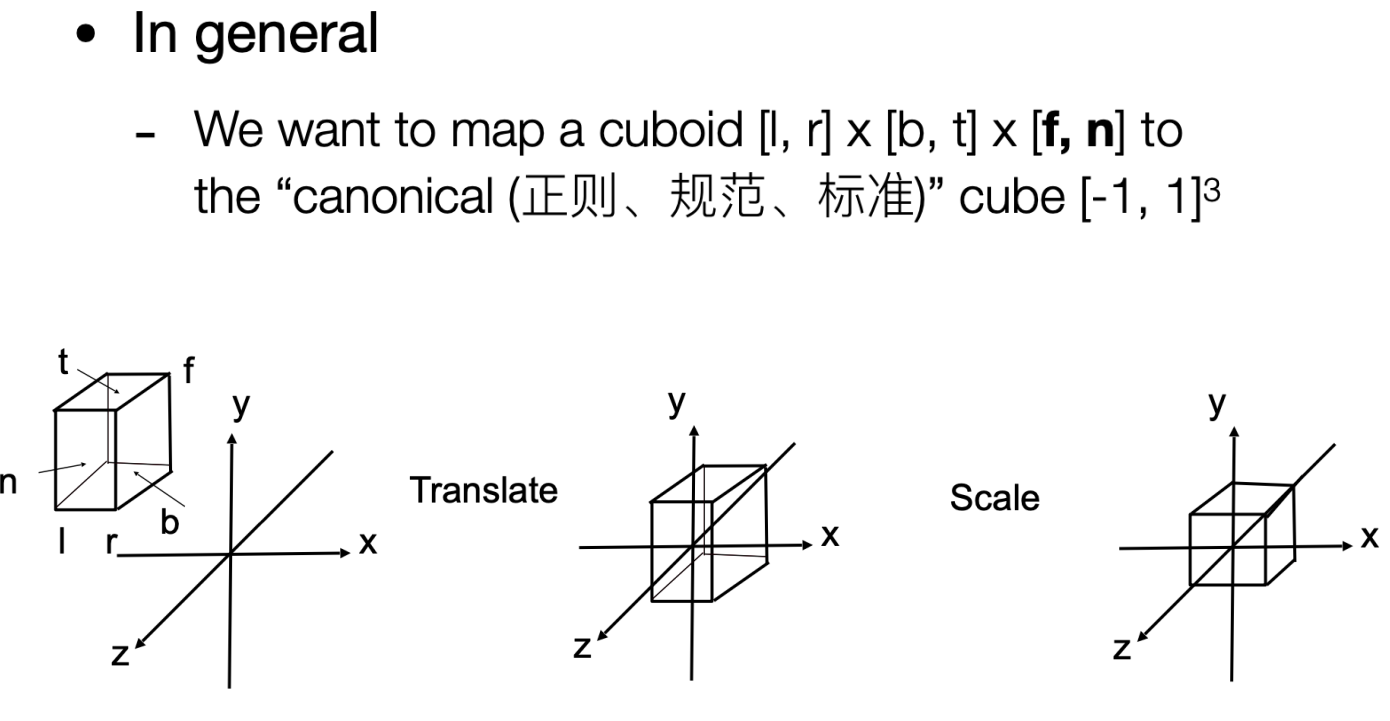 • In general
- We want to map a cuboid [l, r] x [b, t] x [f, n] to
the “canonical (正则、规范、标准)” cube [-1, 1]³
t
f
n
l
r
b
y
x
z
Translate
y
x
z
Scale
y
x
z